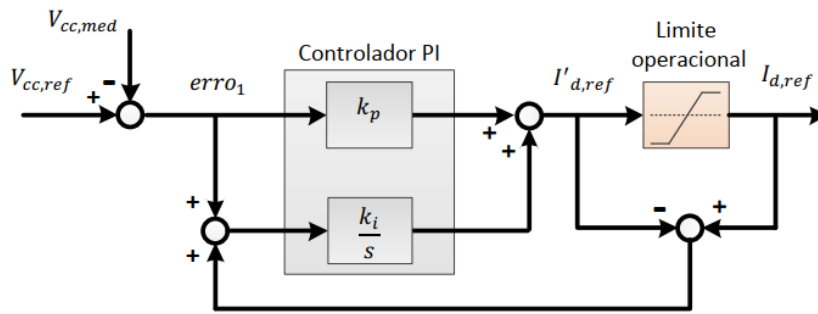 V_{cc,med}
Limite
operacional
Controlador PI
V_{cc,ref}
-
+
erro_1
k_p
I'_{d,ref}
I_{d,ref}
+
+
+
+
k_i
s
-
+